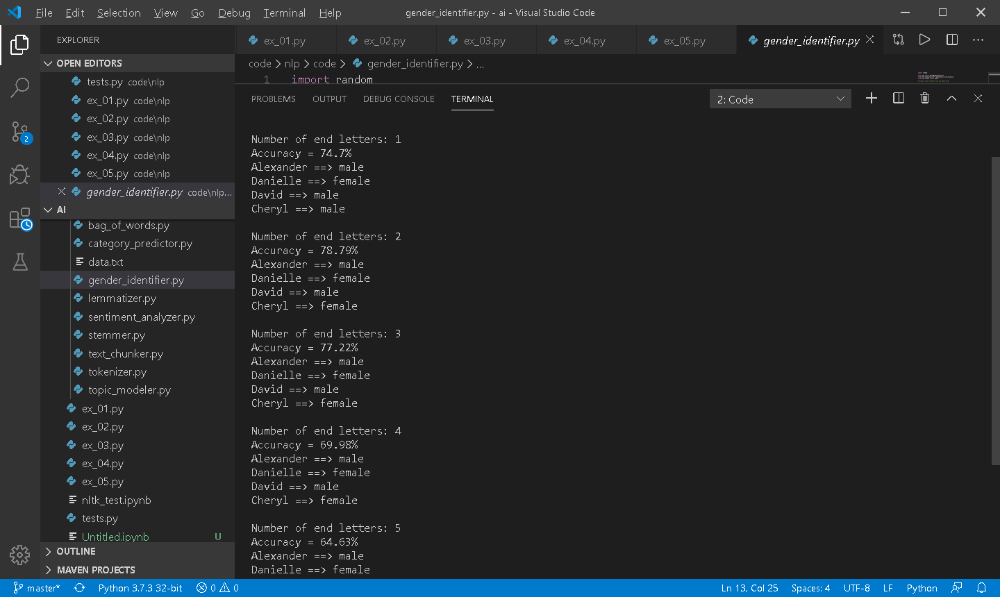 File Edit Selection View Go Debug Terminal Help
gender_identifier.py - ai - Visual Studio Code
EXPLORER
OPEN EDITORS
tests.py code\nlp
ex_01.py code\nlp
ex_02.py code\nlp
ex_03.py code\nlp
ex_04.py code\nlp
ex_05.py code\nlp
gender_identifier.py code\nlp...
AI
bag_of_words.py
category_predictor.py
data.txt
gender_identifier.py
lemmatizer.py
sentiment_analyzer.py
stemmer.py
text_chunker.py
tokenizer.py
topic_modeler.py
ex_01.py
ex_02.py
ex_03.py
ex_04.py
ex_05.py
nltk_test.ipynb
tests.py
Untitled.ipynb U
OUTLINE
MAVEN PROJECTS
2
ex_01.py ex_02.py ex_03.py ex_04.py ex_05.py gender_identifier.py
code > nlp > code > gender_identifier.py > ...
1 import random
PROBLEMS OUTPUT DEBUG CONSOLE TERMINAL 2: Code
Number of end letters: 1
Accuracy = 74.7%
Alexander ==> male
Danielle ==> female
David ==> male
Cheryl ==> male
Number of end letters: 2
Accuracy = 78.79%
Alexander ==> male
Danielle ==> female
David ==> male
Cheryl ==> female
Number of end letters: 3
Accuracy = 77.22%
Alexander ==> male
Danielle ==> female
David ==> male
Cheryl ==> female
Number of end letters: 4
Accuracy = 69.98%
Alexander ==> male
Danielle ==> female
David ==> male
Cheryl ==> female
Number of end letters: 5
Accuracy = 64.63%
Alexander ==> male
Danielle ==> female
master* Python 3.7.3 32-bit 0 0 Ln 13, Col 25 Spaces: 4 UTF-8 LF Python